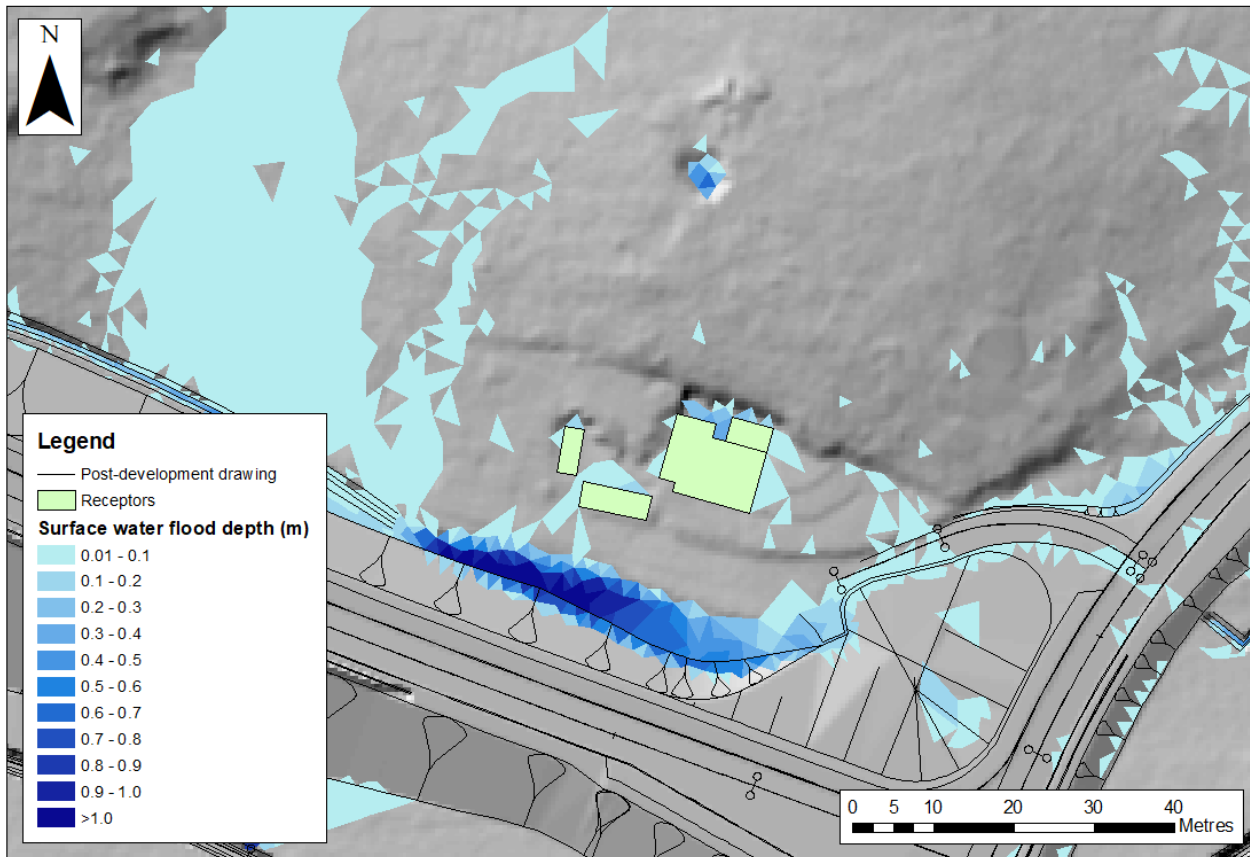 N
Legend
Post-development drawing
Receptors
Surface water flood depth (m)
0.01 - 0.1
0.1 - 0.2
0.2 - 0.3
0.3 - 0.4
0.4 - 0.5
0.5 - 0.6
0.6 - 0.7
0.7 - 0.8
0.8 - 0.9
0.9 - 1.0
>1.0
0 5 10 20 30 40
Metres